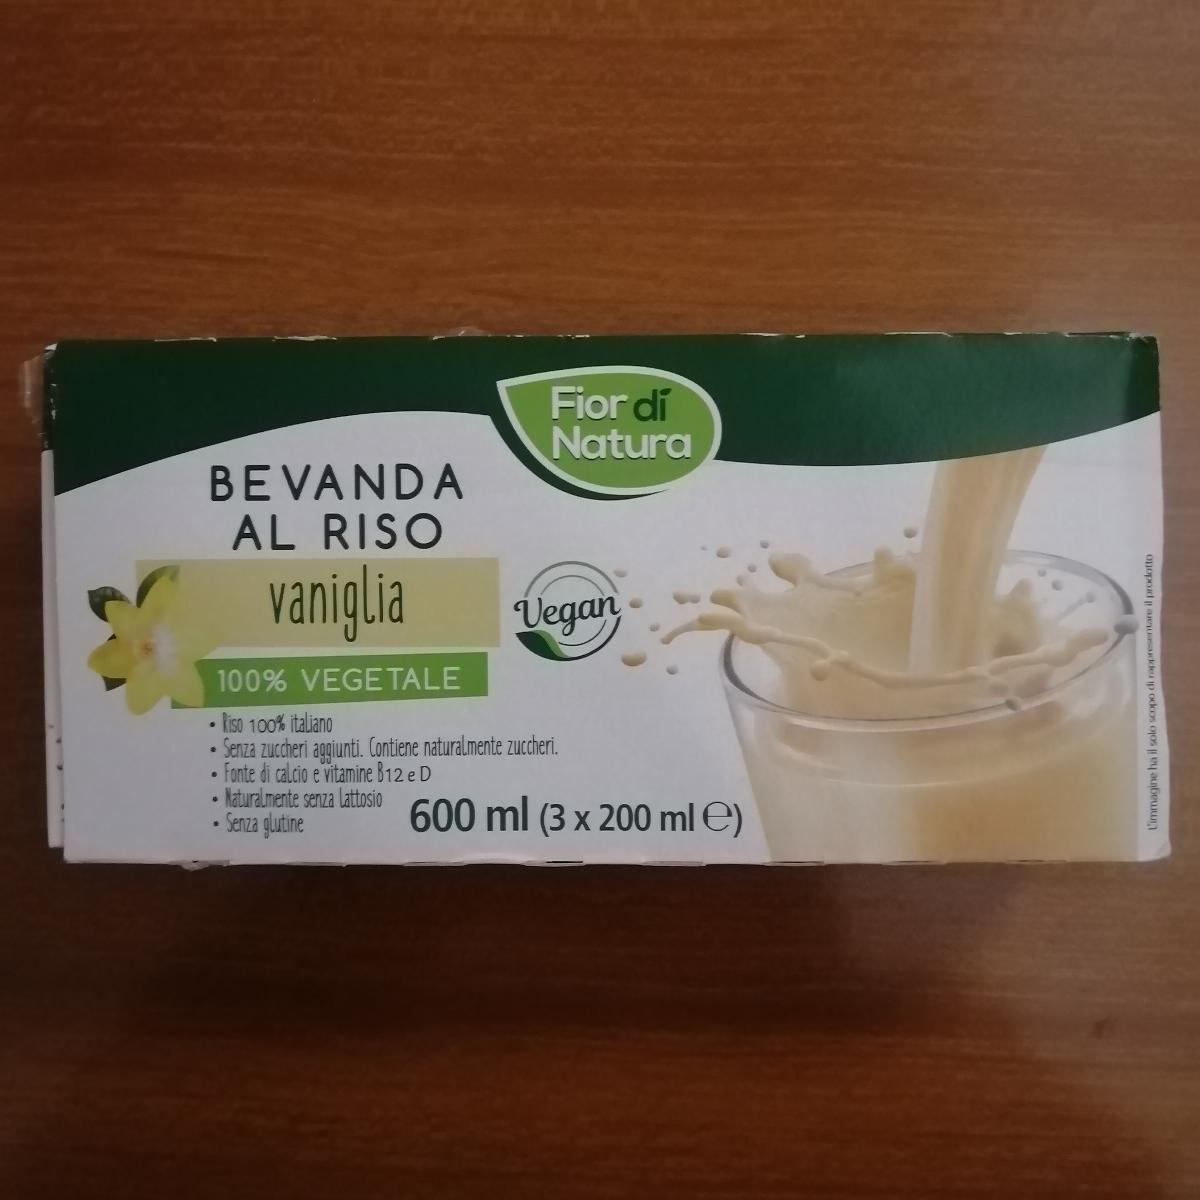 Fior di
Natura
BEVANDA
AL RISO
vaniglia
100% VEGETALE
Vegan
• Riso 100% italiano
• Senza zuccheri aggiunti. Contiene naturalmente zuccheri.
• Fonte di calcio e vitamine B12 e D
• Naturalmente senza lattosio
• Senza glutine
600 ml (3 x 200 ml ℮)
L'immagine ha il solo scopo di rappresentare il prodotto